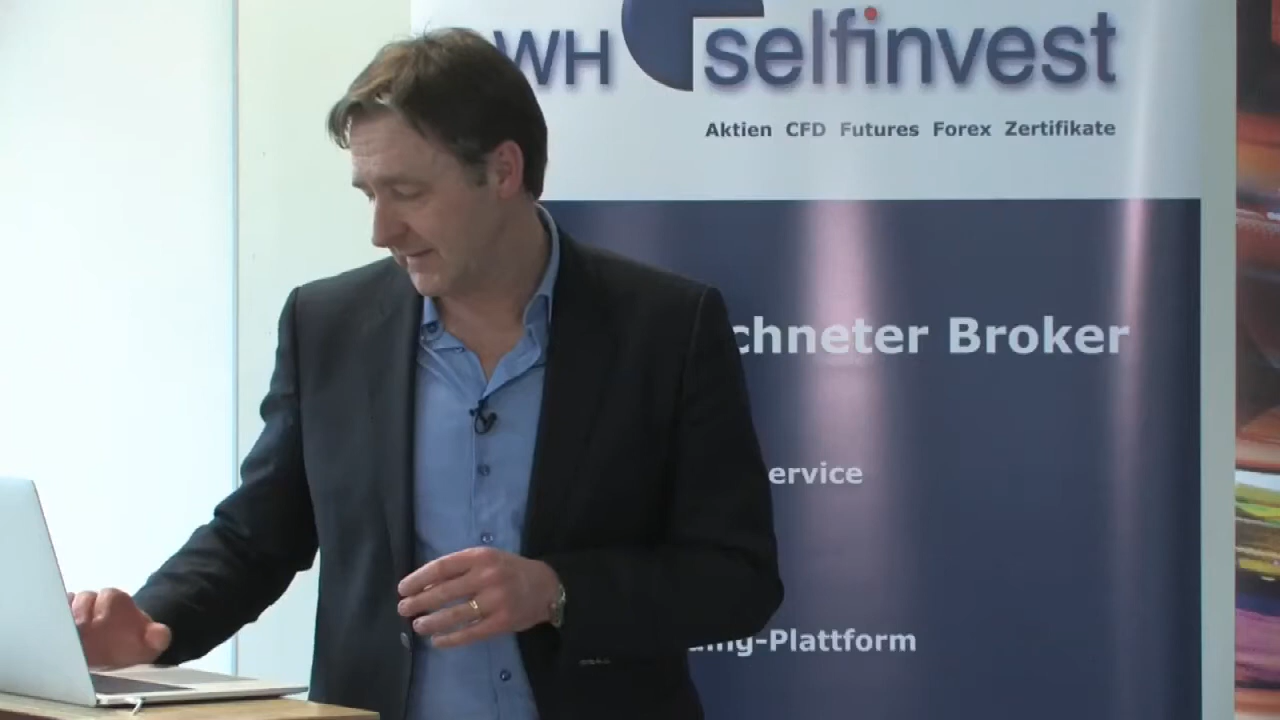 WH selfinvest
Aktien CFD Futures Forex Zertifikate
chneter Broker
ervice
ding-Plattform